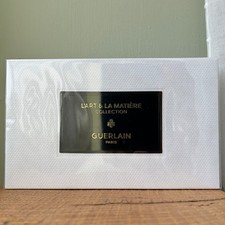 L'ART & LA MATIÈRE
COLLECTION
GUERLAIN
PARIS